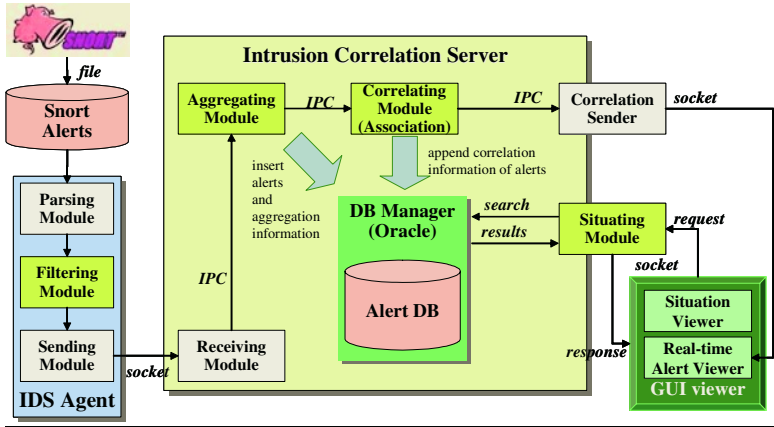 SNORT™
file
Snort
Alerts
Parsing
Module
Filtering
Module
Sending
Module
IDS Agent
socket
Intrusion Correlation Server
Aggregating
Module
IPC
Correlating
Module
(Association)
IPC
Correlation
Sender
socket
insert
alerts
and
aggregation
information
append correlation
information of alerts
IPC
Receiving
Module
DB Manager
(Oracle)
Alert DB
search
results
Situating
Module
request
socket
response
Situation
Viewer
Real-time
Alert Viewer
GUI viewer